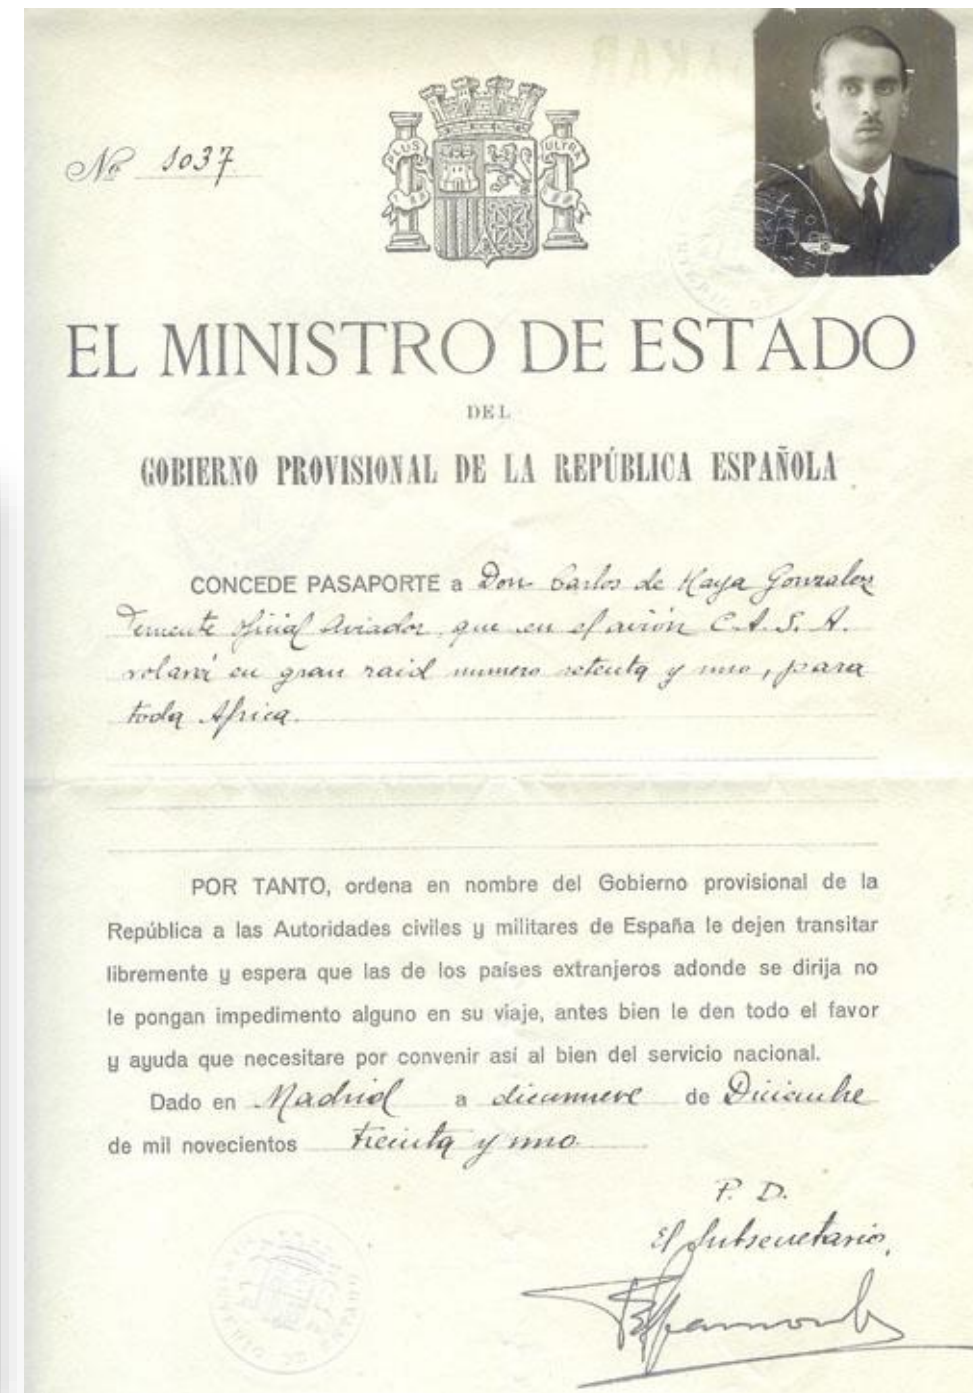 No 1037
PLUS ULTRA
EL MINISTRO DE ESTADO
DEL
GOBIERNO PROVISIONAL DE LA REPÚBLICA ESPAÑOLA
CONCEDE PASAPORTE a Don Carlos de Haya Gonzalez
Teniente Oficial Aviador, que en el avión C.A.S.A.
volará en gran raid numero setenta y uno, para
toda Africa.
POR TANTO, ordena en nombre del Gobierno provisional de la
República a las Autoridades civiles y militares de España le dejen transitar
libremente y espera que las de los países extranjeros adonde se dirija no
le pongan impedimento alguno en su viaje, antes bien le den todo el favor
y ayuda que necesitare por convenir así al bien del servicio nacional.
Dado en Madrid a diecinueve de Diciembre
de mil novecientos treinta y uno
P. D.
El Subsecretario,